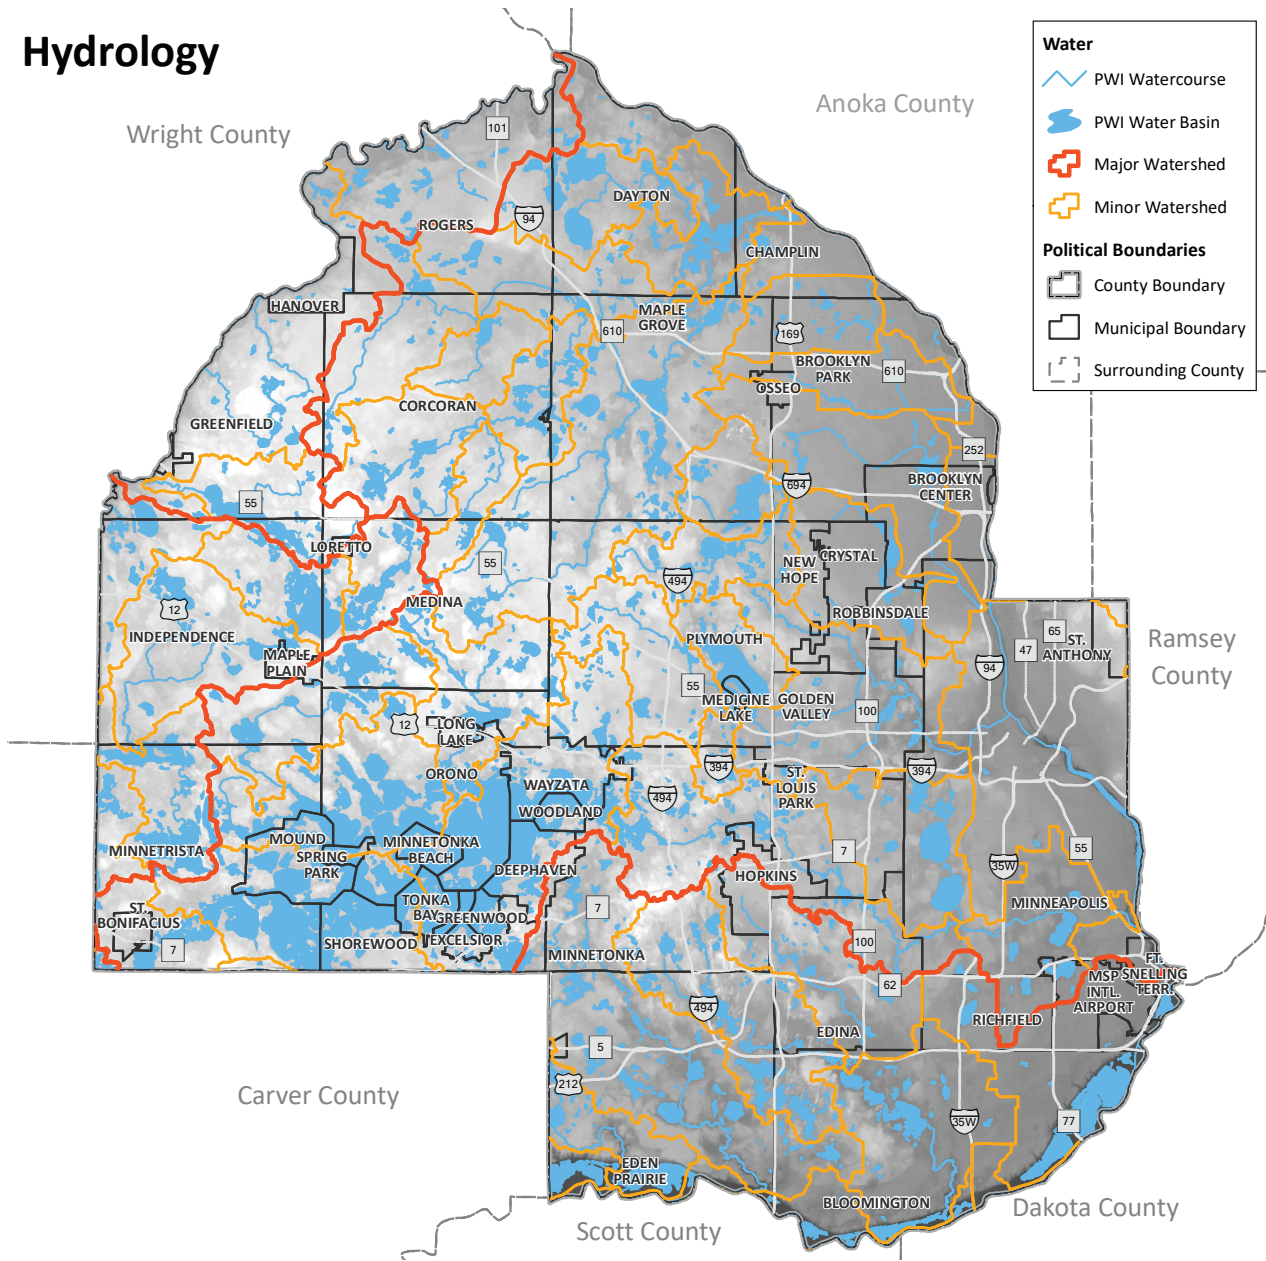 Hydrology
Water
PWI Watercourse
PWI Water Basin
Major Watershed
Minor Watershed
Political Boundaries
County Boundary
Municipal Boundary
Surrounding County
Anoka County
Wright County
101
DAYTON
94
ROGERS
CHAMPLIN
HANOVER
MAPLE
GROVE
610
169
BROOKLYN
PARK
610
OSSEO
CORCORAN
GREENFIELD
252
694
BROOKLYN
CENTER
55
LORETTO
55
NEW
HOPE
CRYSTAL
494
12
MEDINA
ROBBINSDALE
INDEPENDENCE
PLYMOUTH
65
47
ST.
ANTHONY
Ramsey
County
MAPLE
PLAIN
94
55
MEDICINE
LAKE
GOLDEN
VALLEY
100
12
LONG
LAKE
394
394
ORONO
ST.
LOUIS
PARK
WAYZATA
494
WOODLAND
MOUND
MINNETONKA
BEACH
MINNETRISTA
SPRING
PARK
7
55
35W
DEEPHAVEN
HOPKINS
TONKA
BAY
GREENWOOD
7
MINNEAPOLIS
ST.
BONIFACIUS
7
SHOREWOOD
EXCELSIOR
MINNETONKA
100
62
FT.
SNELLING
TERR.
MSP
INTL.
AIRPORT
494
RICHFIELD
EDINA
5
212
Carver County
35W
77
EDEN
PRAIRIE
BLOOMINGTON
Dakota County
Scott County